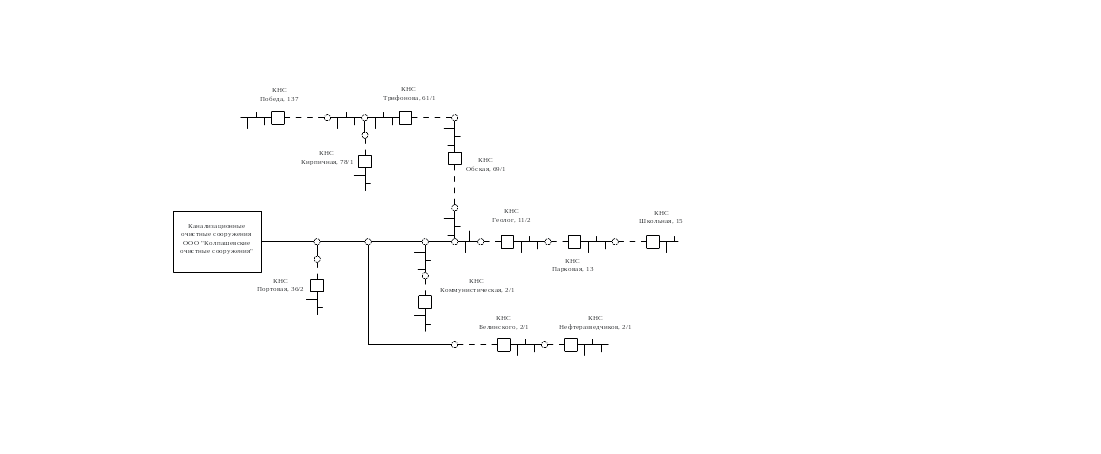 КНС
Победа, 137
КНС
Трифонова, 61/1
КНС
Кирпичная, 78/1
КНС
Обская, 69/1
Канализационные
очистные сооружения
ООО "Колпашевские
очистные сооружения"
КНС
Геолог, 11/2
КНС
Школьная, 15
КНС
Парковая, 13
КНС
Портовая, 36/2
КНС
Коммунистическая, 2/1
КНС
Белинского, 2/1
КНС
Нефтеразведчиков, 2/1